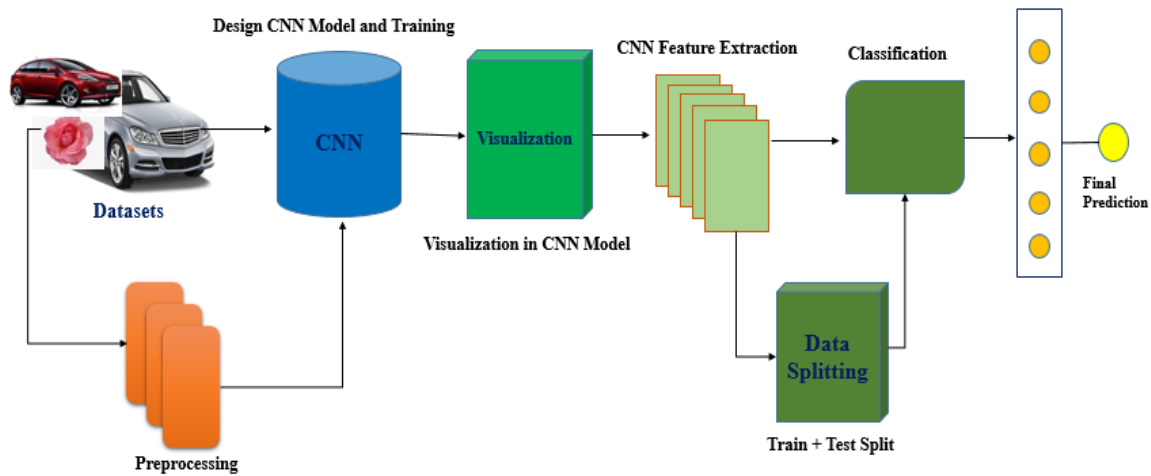 Design CNN Model and Training
CNN Feature Extraction
Classification
CNN
Visualization
Datasets
Final
Prediction
Visualization in CNN Model
Data
Splitting
Train + Test Split
Preprocessing